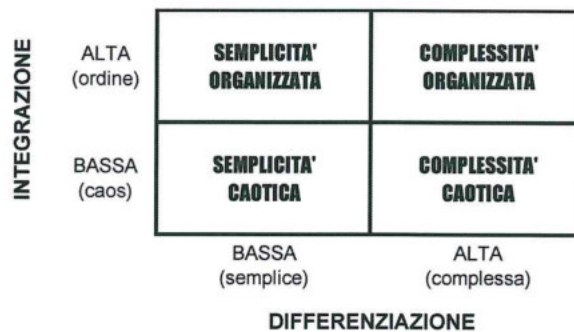 INTEGRAZIONE
ALTA
(ordine)
SEMPLICITA'
ORGANIZZATA
COMPLESSITA'
ORGANIZZATA
BASSA
(caos)
SEMPLICITA'
CAOTICA
COMPLESSITA'
CAOTICA
BASSA
(semplice)
ALTA
(complessa)
DIFFERENZIAZIONE